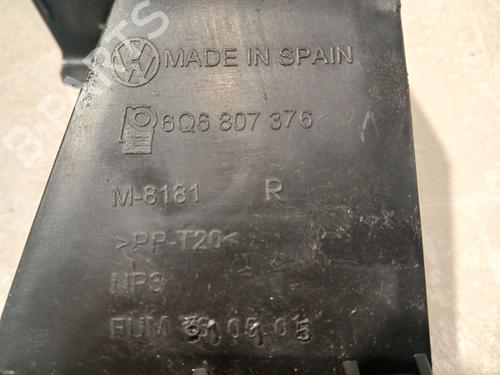 B-PARTS
MADE IN SPAIN
6Q6 807 376 A
M-8181 R
>PP-T20<
NP3